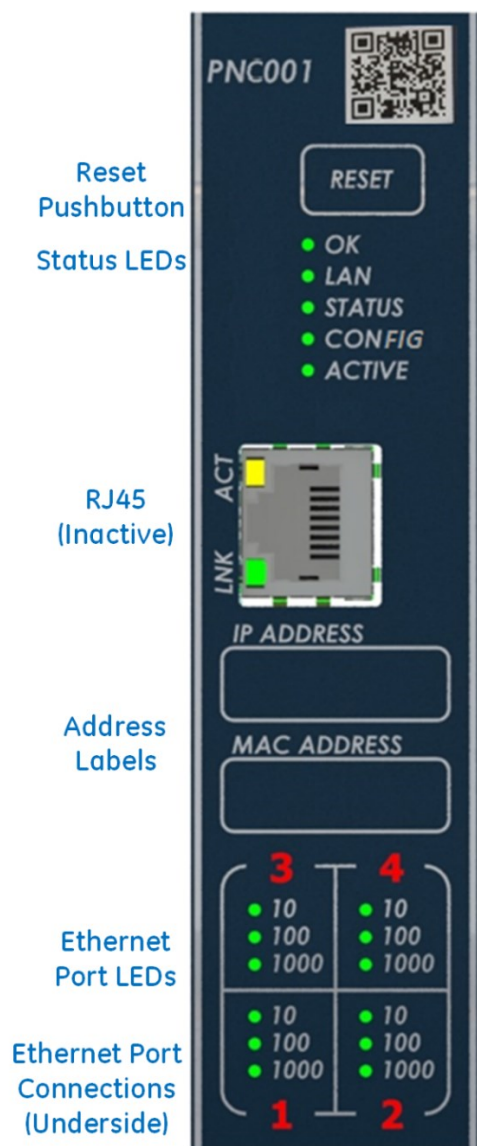 PNC001
RESET
Reset
Pushbutton
Status LEDs
OK
LAN
STATUS
CONFIG
ACTIVE
RJ45
(Inactive)
ACT
LNK
IP ADDRESS
Address
Labels
MAC ADDRESS
3 4
10 10
100 100
1000 1000
Ethernet
Port LEDs
10 10
100 100
1000 1000
Ethernet Port
Connections
(Underside)
1 2